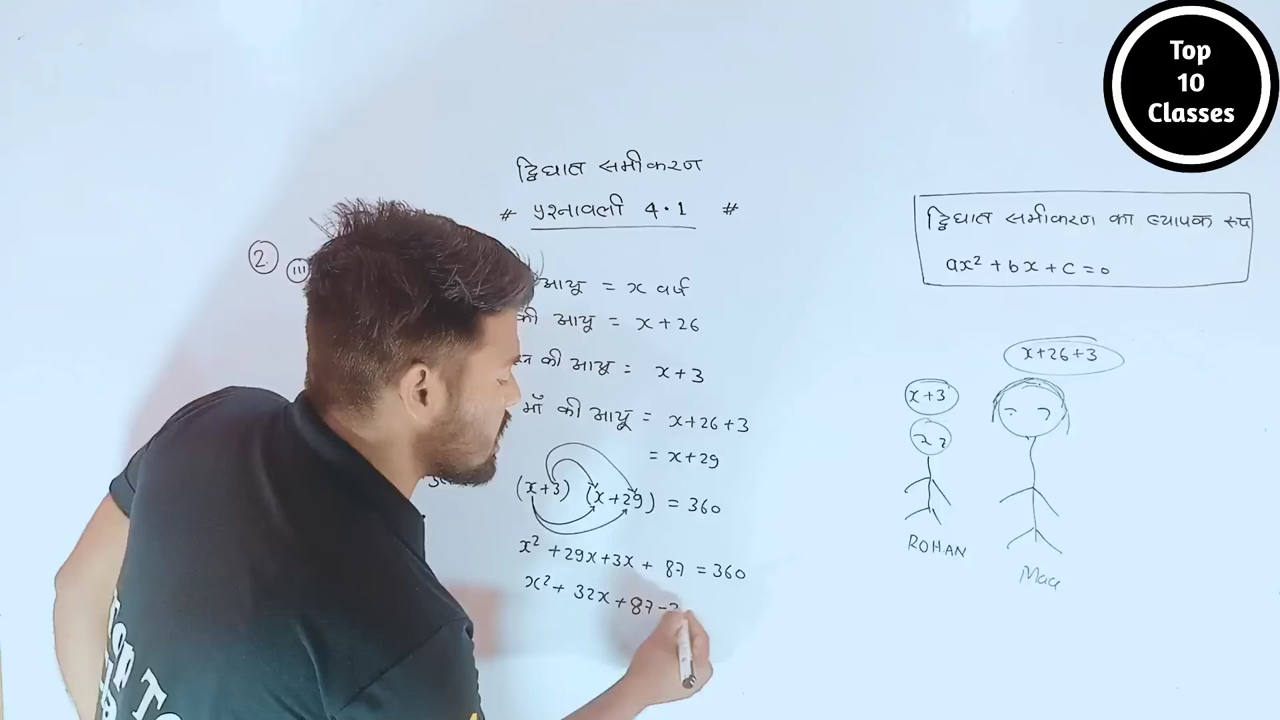 Top
10
Classes
द्विघात समीकरण
# प्रश्नावली 4.1 #
2. (iii)
आयु = x वर्ष
की आयु = x+26
की आयु = x+3
माँ की आयु = x+26+3
= x+29
(x+3) (x+29) = 360
x² + 29x+3x + 87 = 360
x² + 32x + 87 -
द्विघात समीकरण का व्यापक रूप
ax² + bx + c = 0
x+26+3
x+3
ROHAN
Maa